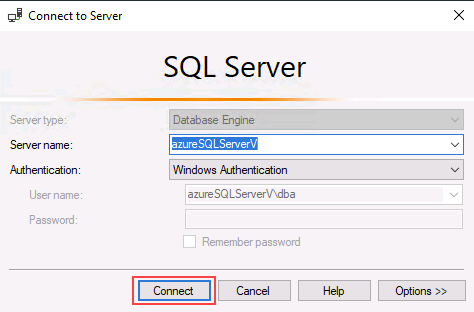 Connect to Server
SQL Server
Server type: Database Engine
Server name: azureSQLServerV
Authentication: Windows Authentication
User name: azureSQLServerV\dba
Password:
Remember password
Connect Cancel Help Options >>